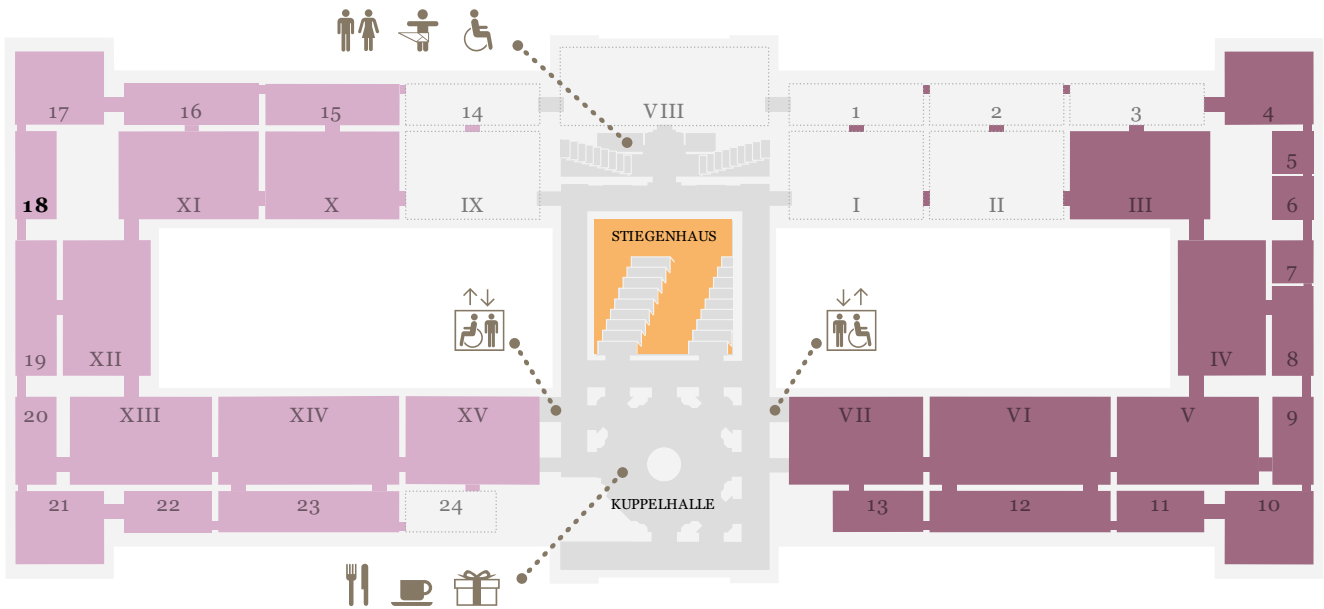 17 16 15 14 VIII 1 2 3 4
5
18 XI X IX I II III 6
STIEGENHAUS
7
19 XII IV 8
20 XIII XIV XV VII VI V 9
21 22 23 24 KUPPELHALLE 13 12 11 10